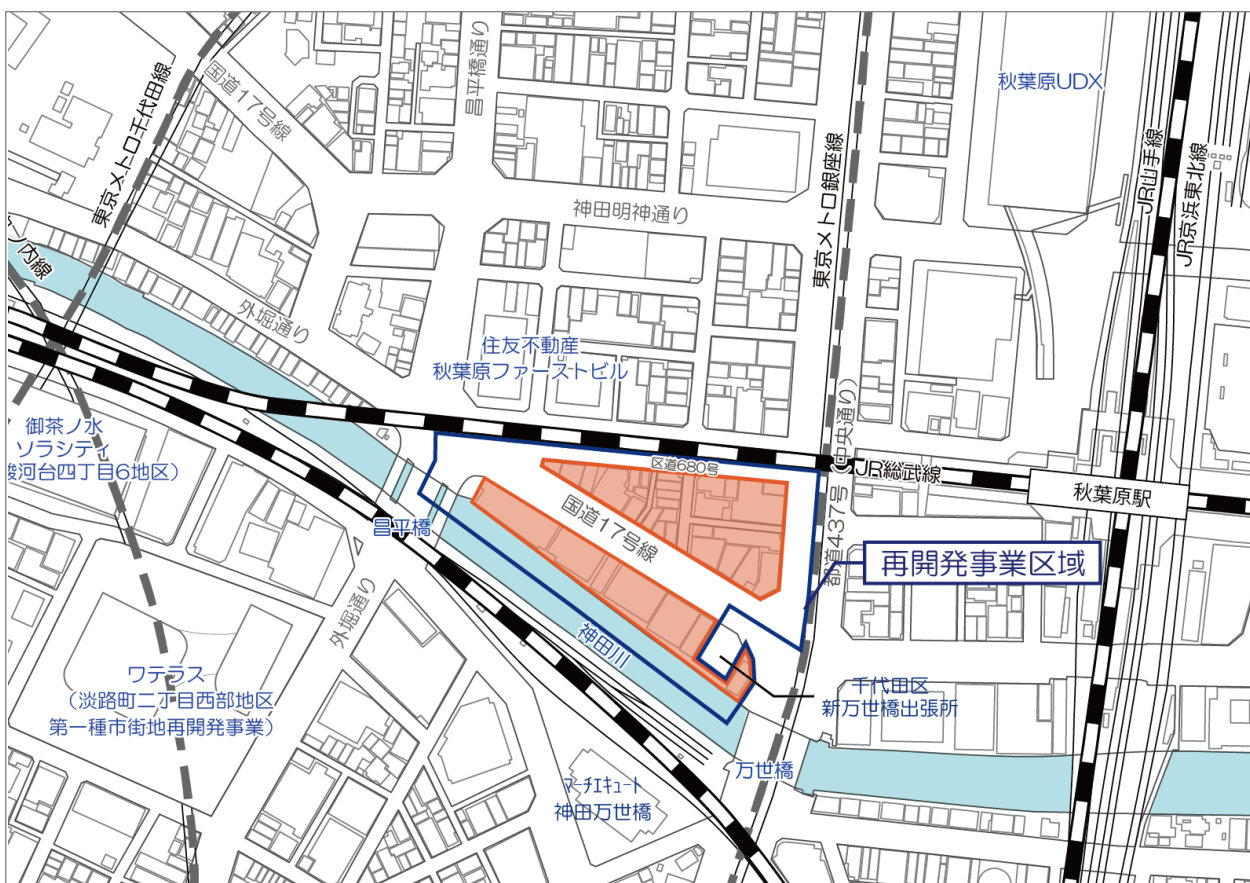 昌平橋通り
国道17号線
東京メトロ千代田線
秋葉原UDX
東京メトロ銀座線
JR山手線
JR京浜東北線
神田明神通り
ン内線
外堀通り
住友不動産
秋葉原ファーストビル
御茶ノ水
ソラシティ
駿河台四丁目6地区)
区道680号
(中央通り)
JR総武線
秋葉原駅
国道17号線
都道437号
昌平橋
再開発事業区域
外堀通り
神田川
ワテラス
(淡路町二丁目西部地区
第一種市街地再開発事業)
千代田区
新万世橋出張所
万世橋
マーチエキュート
神田万世橋